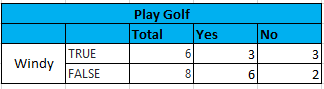 Play Golf
Total Yes No
Windy TRUE 6 3 3
FALSE 8 6 2